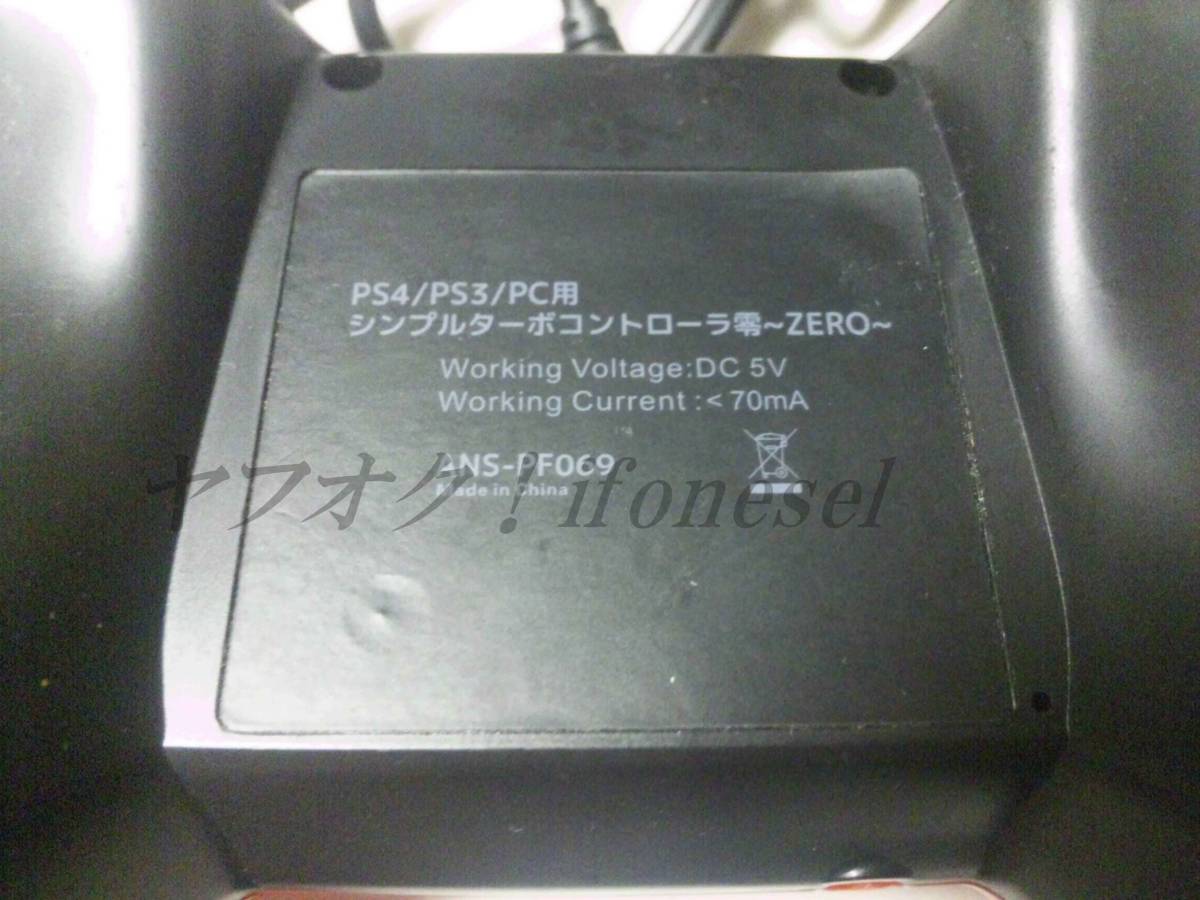 PS4/PS3/PC用
シンプルターボコントローラ零~ZERO~
Working Voltage:DC 5V
Working Current :< 70mA
ANS-PF069
Made in China
ヤフオク！ifonesel